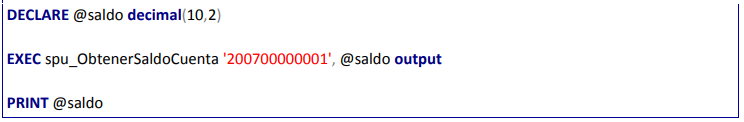 DECLARE @saldo decimal(10,2)
EXEC spu_ObtenerSaldoCuenta '200700000001', @saldo output
PRINT @saldo